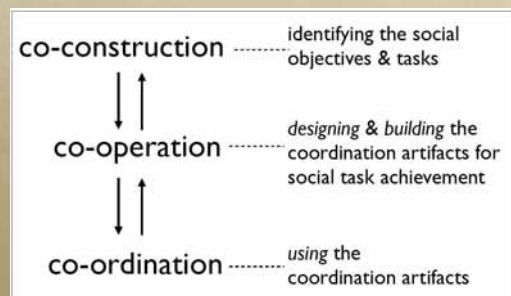 co-construction
identifying the social
objectives & tasks
co-operation
designing & building the
coordination artifacts for
social task achievement
co-ordination
using the
coordination artifacts